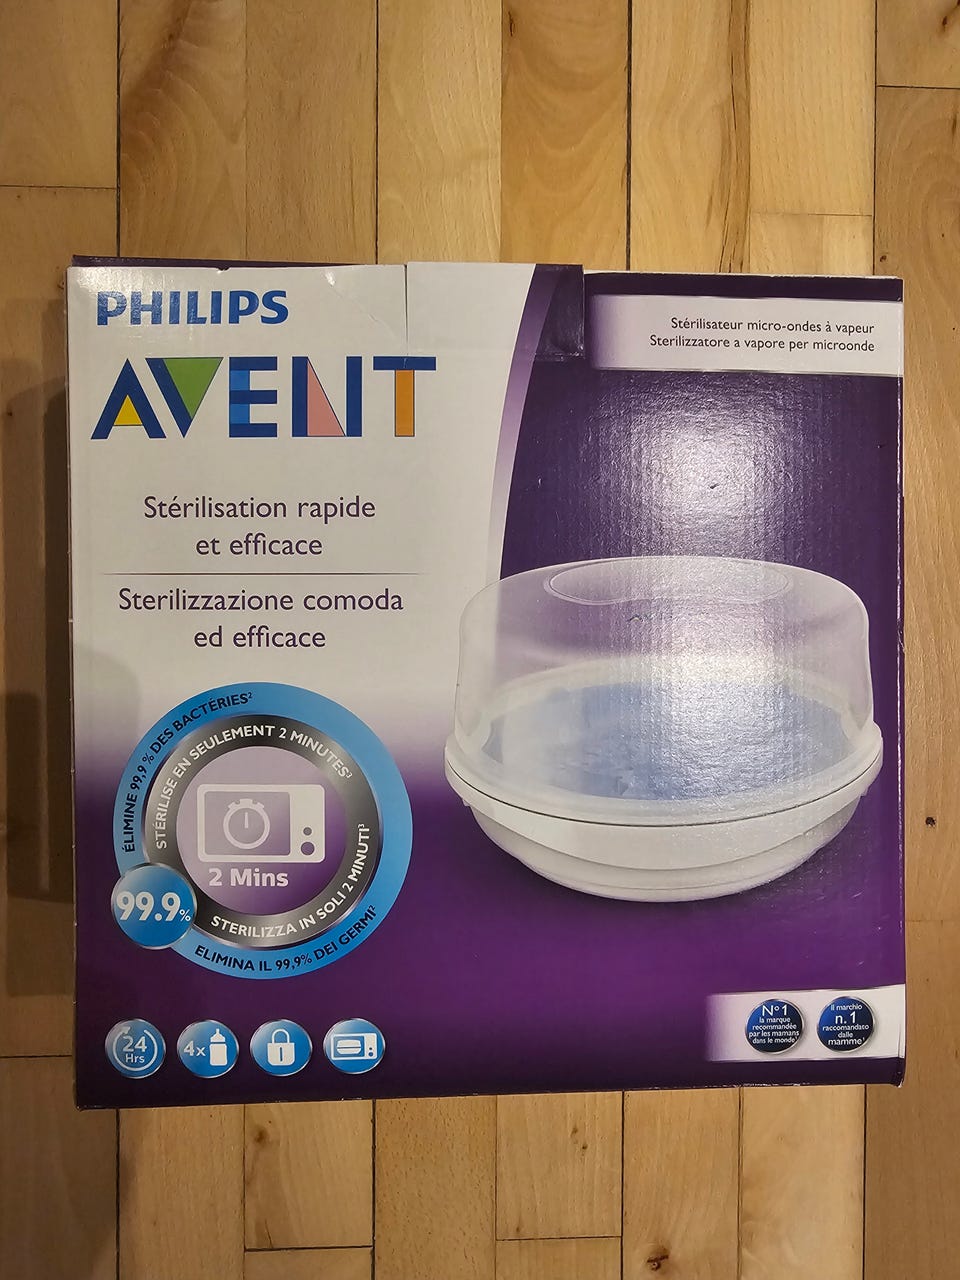 PHILIPS
AVENT
Stérilisateur micro-ondes à vapeur
Sterilizzatore a vapore per microonde
Stérilisation rapide
et efficace
Sterilizzazione comoda
ed efficace
ÉLIMINE 99,9 % DES BACTÉRIES²
STÉRILISE EN SEULEMENT 2 MINUTES³
2 Mins
STERILIZZA IN SOLI 2 MINUTI³
ELIMINA IL 99,9% DEI GERMI²
99.9%
24
Hrs
4x
N°1
la marque
recommandée
par les mamans
dans le monde¹
Il marchio
n. 1
raccomandato
dalle
mamme¹